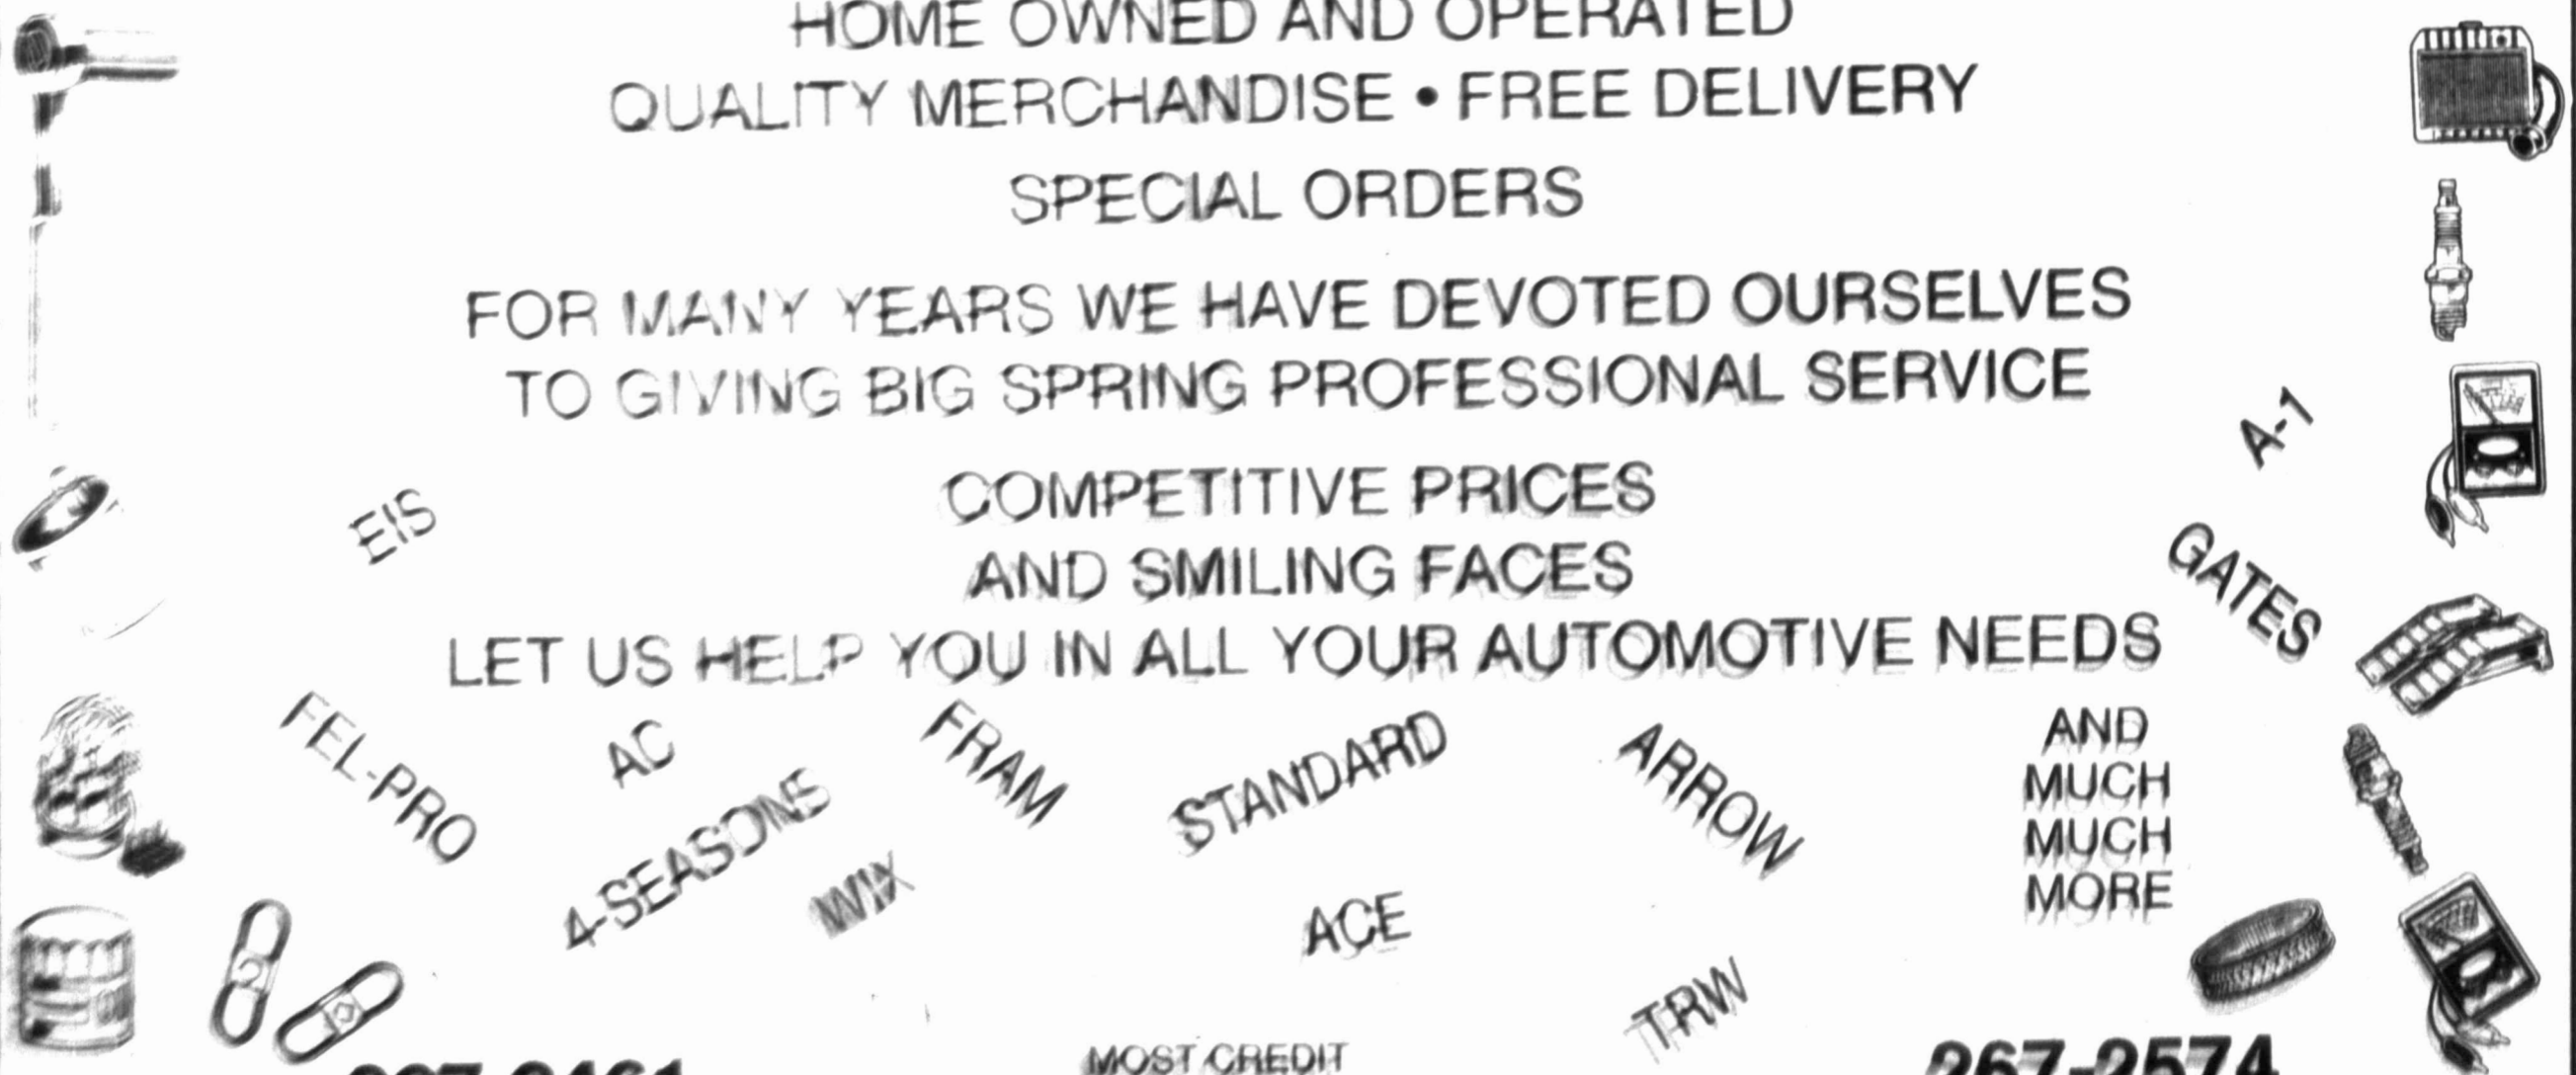 HOME OWNED AND OPERATED
QUALITY MERCHANDISE • FREE DELIVERY
SPECIAL ORDERS
FOR MANY YEARS WE HAVE DEVOTED OURSELVES
TO GIVING BIG SPRING PROFESSIONAL SERVICE
A-1
COMPETITIVE PRICES
EIS
AND SMILING FACES
GATES
LET US HELP YOU IN ALL YOUR AUTOMOTIVE NEEDS
FEL-PRO
AC
FRAM
STANDARD
ARROW
AND
MUCH
MUCH
MORE
4-SEASONS
WIX
ACE
TRW
MOST CREDIT
267-2574